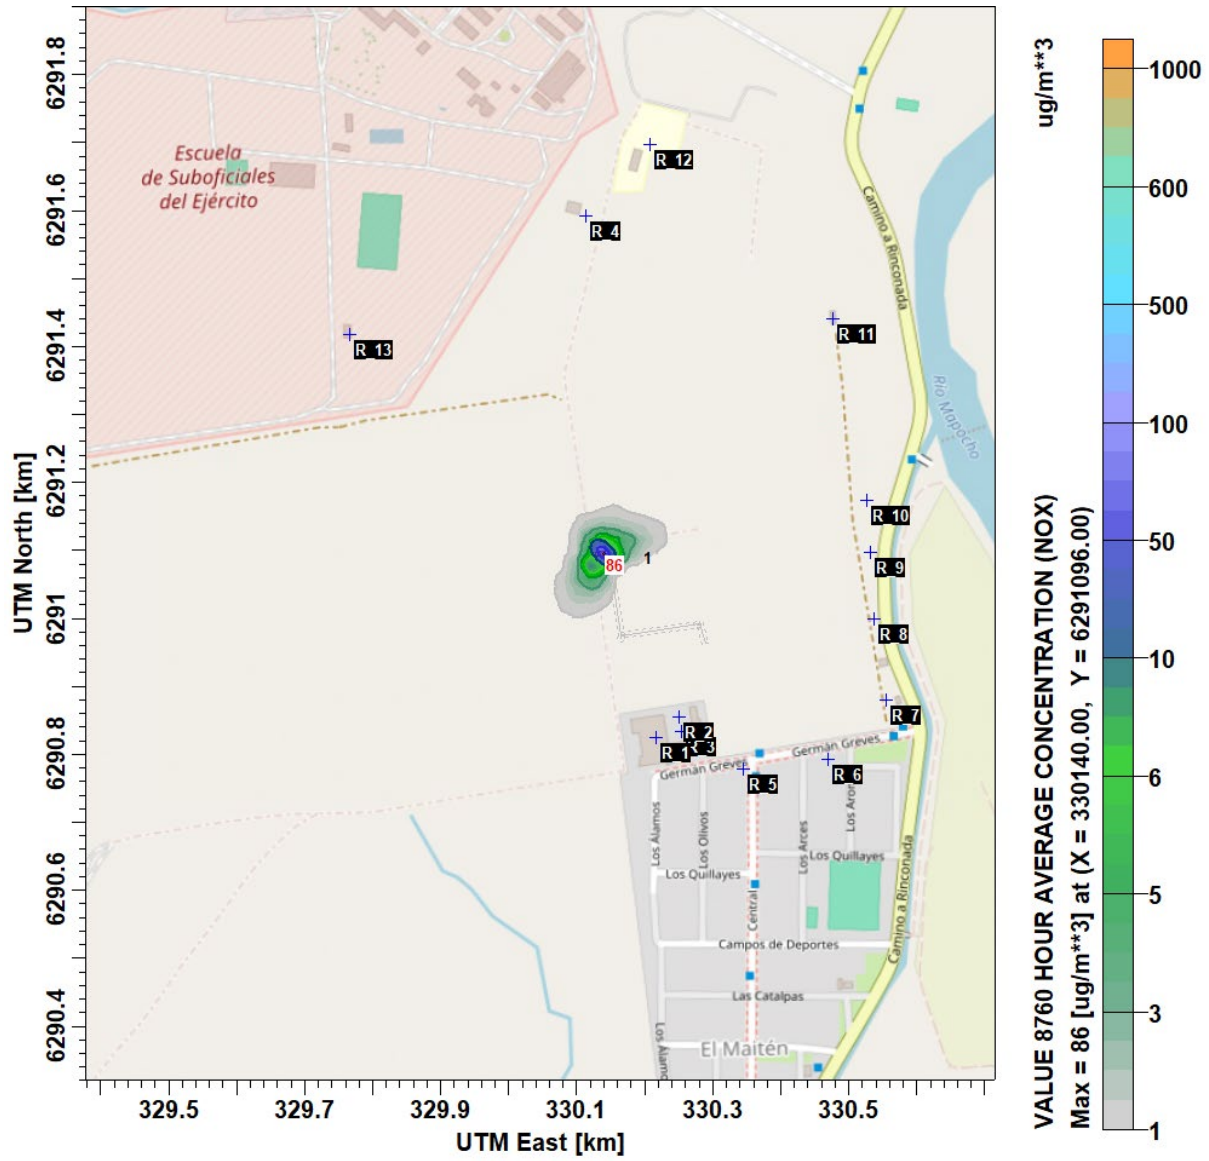 ug/m**3
VALUE 8760 HOUR AVERAGE CONCENTRATION (NOX)
Max = 86 [ug/m**3] at (X = 330140.00, Y = 6291096.00)
1000
600
500
100
50
10
6
5
3
1
UTM North [km]
6291.8
6291.6
6291.4
6291.2
6291
6290.8
6290.6
6290.4
329.5
329.7
329.9
330.1
330.3
330.5
UTM East [km]
Escuela
de Suboficiales
del Ejército
R 12
R 4
Camino a Rinconada
R 11
R 13
Río Mapocho
R 10
R 9
86
1
R 8
R 7
R 2
R 1
R 3
Germán Greves
Germán Greves
R 5
R 6
Los Álamos
Los Olivos
Los Arces
Los Quillayes
Los Quillayes
Central
Camino a Rinconada
Campos de Deportes
Las Catalpas
El Maitén